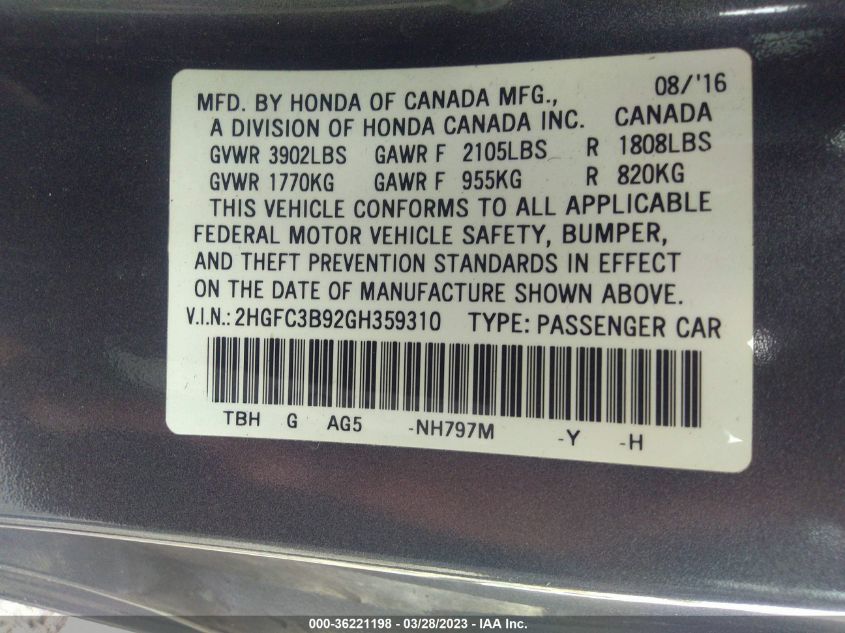 08/'16
MFD. BY HONDA OF CANADA MFG.,
A DIVISION OF HONDA CANADA INC. CANADA
GVWR 3902LBS GAWR F 2105LBS R 1808LBS
GVWR 1770KG GAWR F 955KG R 820KG
THIS VEHICLE CONFORMS TO ALL APPLICABLE
FEDERAL MOTOR VEHICLE SAFETY, BUMPER,
AND THEFT PREVENTION STANDARDS IN EFFECT
ON THE DATE OF MANUFACTURE SHOWN ABOVE.
V.I.N.: 2HGFC3B92GH359310 TYPE: PASSENGER CAR
TBH G AG5 -NH797M -Y -H
000-36221198 - 03/28/2023 - IAA Inc.